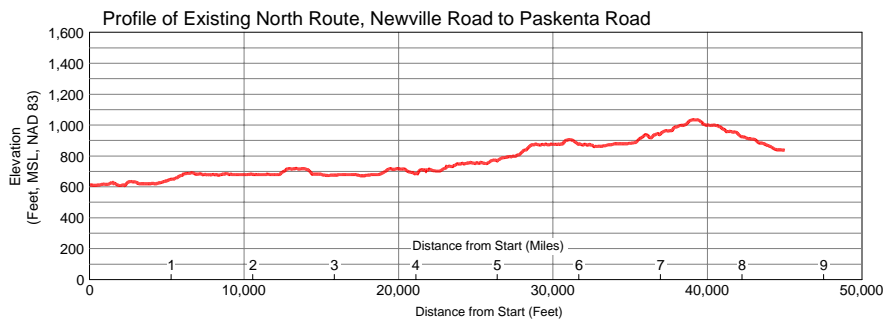 Profile of Existing North Route, Newville Road to Paskenta Road
1,600
1,400
1,200
1,000
800
600
400
200
0
Elevation
(Feet, MSL, NAD 83)
Distance from Start (Miles)
1 2 3 4 5 6 7 8 9
0 10,000 20,000 30,000 40,000 50,000
Distance from Start (Feet)